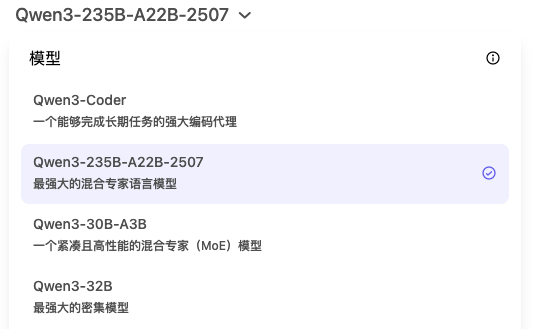 Qwen3-235B-A22B-2507
模型
Qwen3-Coder
一个能够完成长期任务的强大编码代理
Qwen3-235B-A22B-2507
最强大的混合专家语言模型
Qwen3-30B-A3B
一个紧凑且高性能的混合专家（MoE）模型
Qwen3-32B
最强大的密集模型